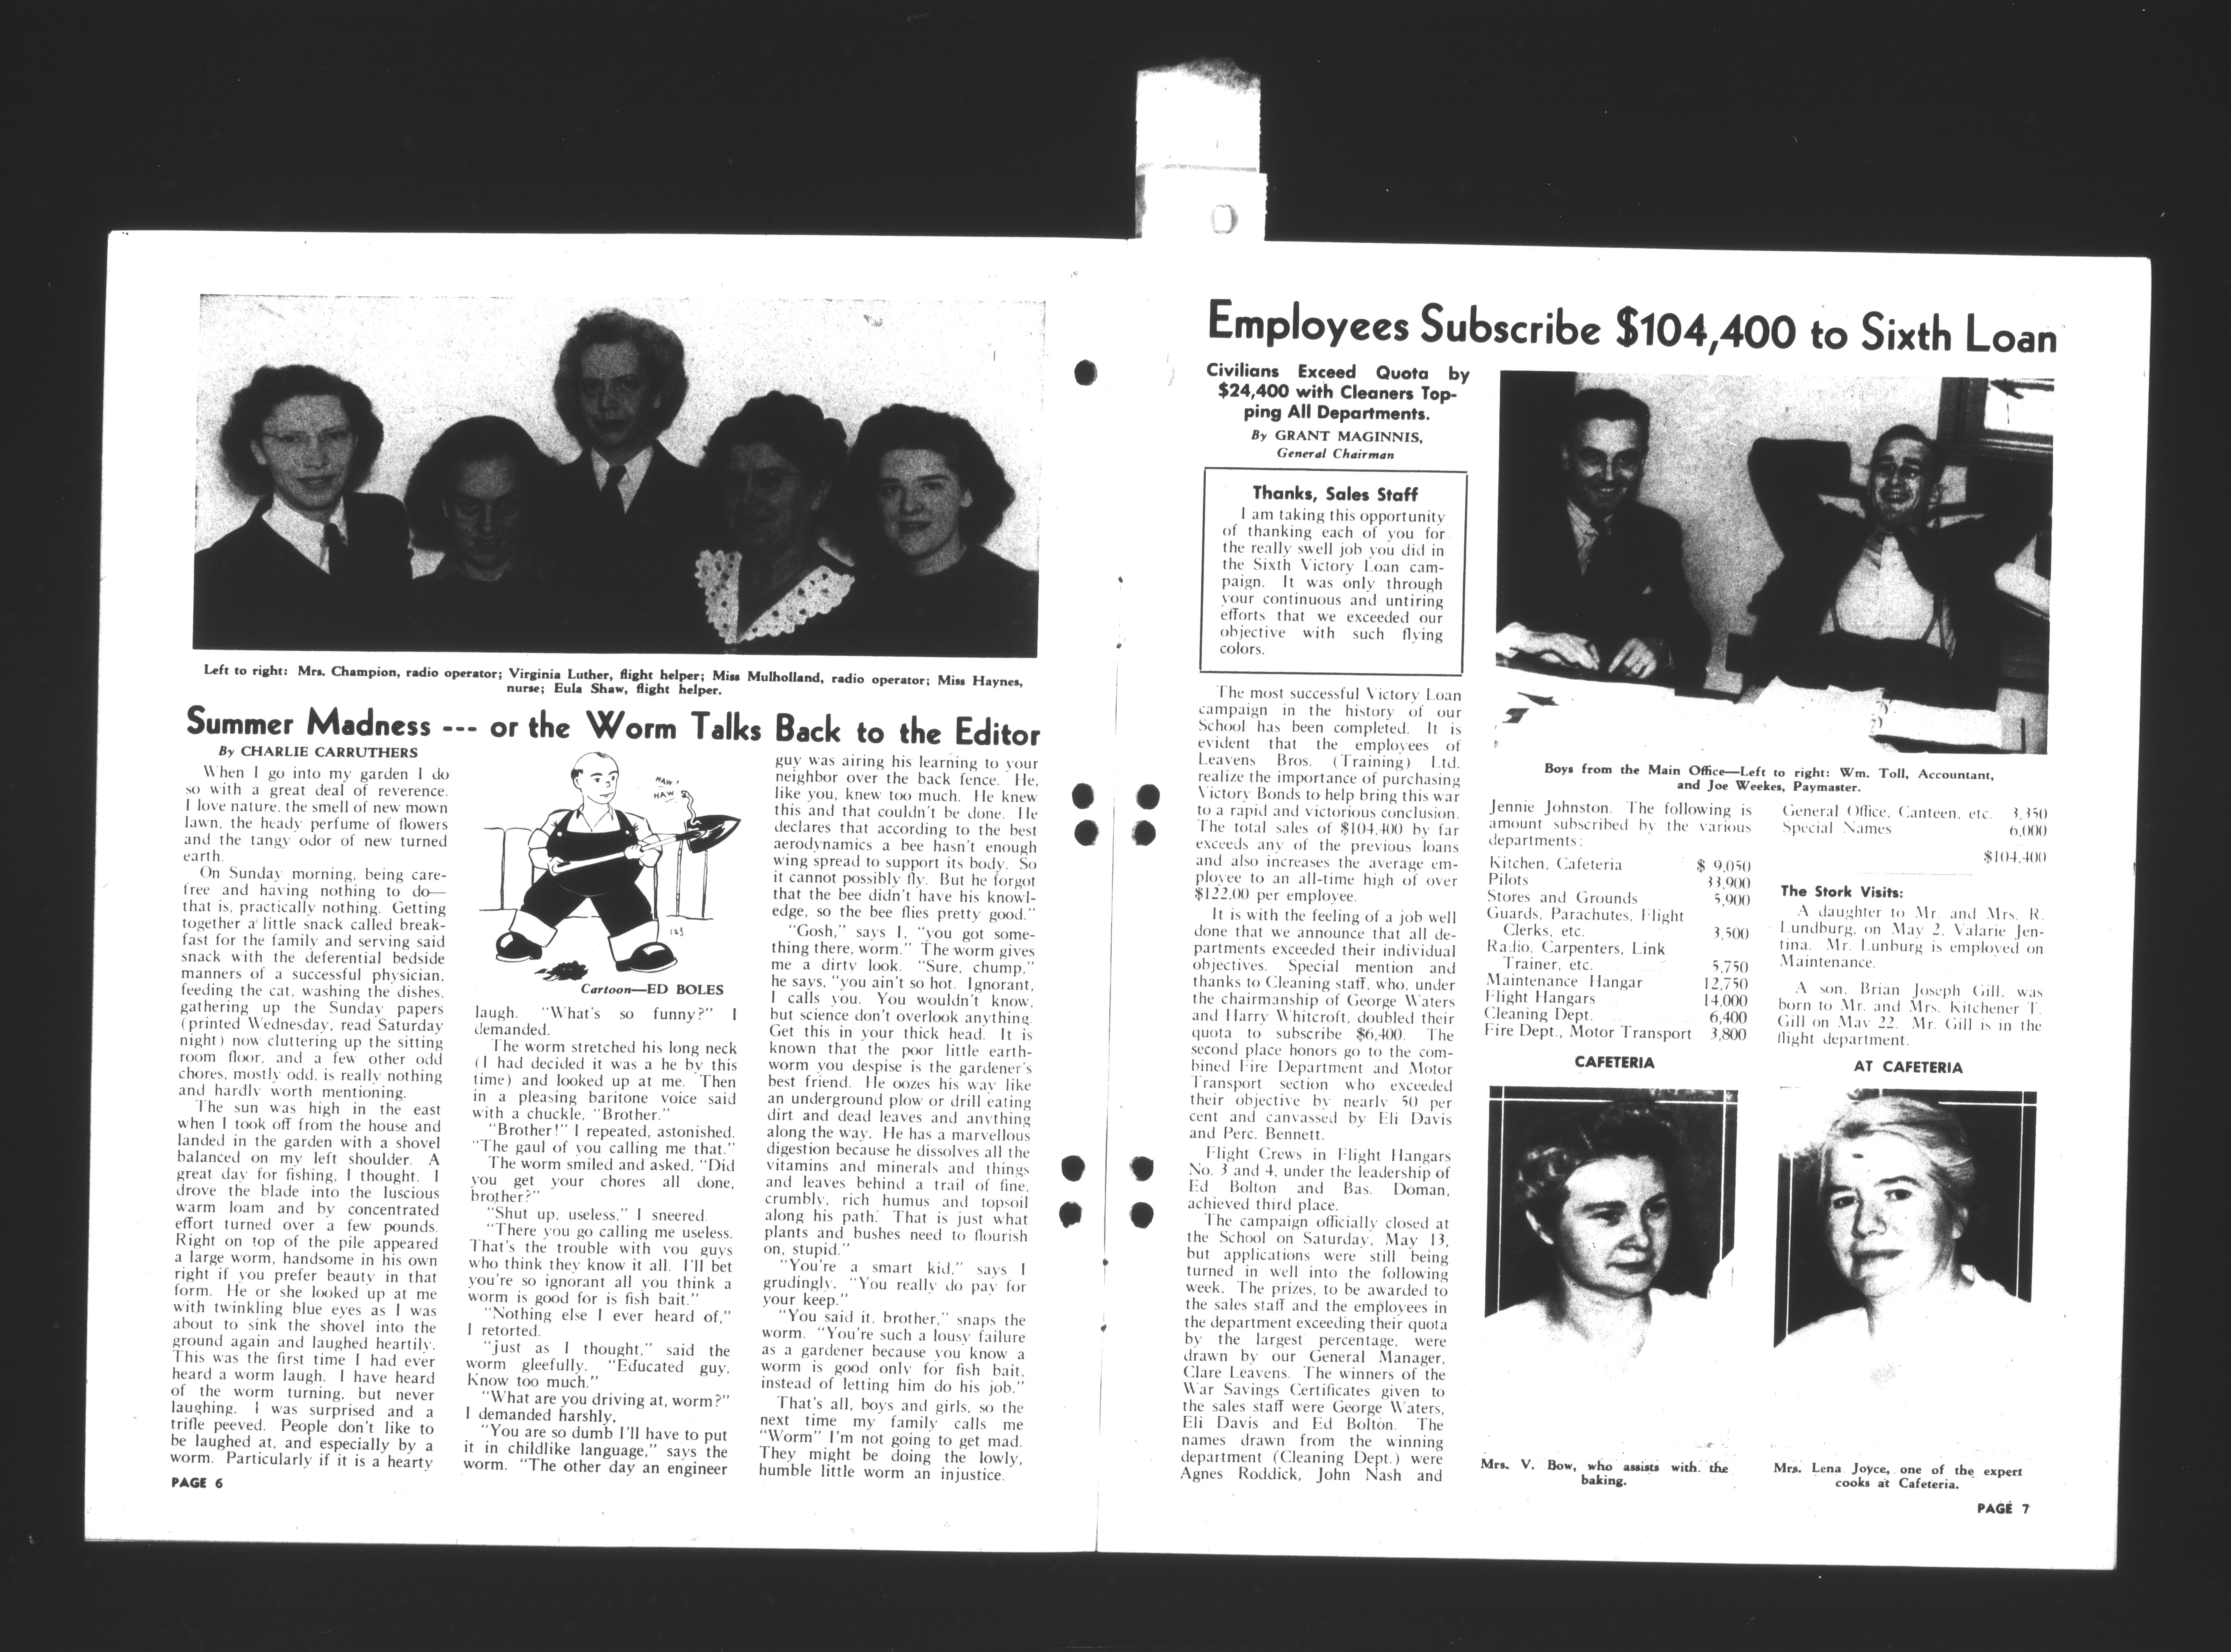 Left to right: Mrs. Champion, radio operator; Virginia Luther, flight helper; Miss Mulholland, radio operator; Miss Haynes,
nurse; Eula Shaw, flight helper.
Summer Madness --- or the Worm Talks Back to the Editor
By CHARLIE CARRUTHERS
When I go into my garden I do
so with a great deal of reverence.
I love nature, the smell of new mown
lawn, the heady perfume of flowers
and the tangy odor of new turned
earth.
On Sunday morning, being care-
free and having nothing to do—
that is, practically nothing. Getting
together a little snack called break-
fast for the family and serving said
snack with the deferential bedside
manners of a successful physician,
feeding the cat, washing the dishes,
gathering up the Sunday papers
(printed Wednesday, read Saturday
night) now cluttering up the sitting
room floor, and a few other odd
chores, mostly odd, is really nothing
and hardly worth mentioning.
The sun was high in the east
when I took off from the house and
landed in the garden with a shovel
balanced on my left shoulder. A
great day for fishing, I thought. I
drove the blade into the luscious
warm loam and by concentrated
effort turned over a few pounds.
Right on top of the pile appeared
a large worm, handsome in his own
right if you prefer beauty in that
form. He or she looked up at me
with twinkling blue eyes as I was
about to sink the shovel into the
ground again and laughed heartily.
This was the first time I had ever
heard a worm laugh. I have heard
of the worm turning, but never
laughing. I was surprised and a
trifle peeved. People don't like to
be laughed at, and especially by a
worm. Particularly if it is a hearty
PAGE 6
HAW!
HAW
Cartoon—ED BOLES
laugh. "What's so funny?" I
demanded.
The worm stretched his long neck
(I had decided it was a he by this
time) and looked up at me. Then
in a pleasing baritone voice said
with a chuckle, "Brother."
"Brother!" I repeated, astonished.
"The gaul of you calling me that."
The worm smiled and asked, "Did
you get your chores all done,
brother?"
"Shut up, useless," I sneered.
"There you go calling me useless.
That's the trouble with you guys
who think they know it all. I'll bet
you're so ignorant all you think a
worm is good for is fish bait."
"Nothing else I ever heard of,"
I retorted.
"just as I thought," said the
worm gleefully. "Educated guy.
Know too much."
"What are you driving at, worm?"
I demanded harshly,
"You are so dumb I'll have to put
it in childlike language," says the
worm. "The other day an engineer
guy was airing his learning to your
neighbor over the back fence. He,
like you, knew too much. He knew
this and that couldn't be done. He
declares that according to the best
aerodynamics a bee hasn't enough
wing spread to support its body. So
it cannot possibly fly. But he forgot
that the bee didn't have his knowl-
edge, so the bee flies pretty good."
"Gosh," says I, "you got some-
thing there, worm." The worm gives
me a dirty look. "Sure, chump,"
he says, "you ain't so hot. Ignorant,
I calls you. You wouldn't know,
but science don't overlook anything.
Get this in your thick head. It is
known that the poor little earth-
worm you despise is the gardener's
best friend. He oozes his way like
an underground plow or drill eating
dirt and dead leaves and anything
along the way. He has a marvellous
digestion because he dissolves all the
vitamins and minerals and things
and leaves behind a trail of fine,
crumbly, rich humus and topsoil
along his path. That is just what
plants and bushes need to flourish
on, stupid."
"You're a smart kid," says I
grudingly. "You really do pay for
your keep."
"You said it, brother," snaps the
worm. "You're such a lousy failure
as a gardener because you know a
worm is good only for fish bait,
instead of letting him do his job."
That's all, boys and girls, so the
next time my family calls me
"Worm" I'm not going to get mad.
They might be doing the lowly,
humble little worm an injustice.
Employees Subscribe $104,400 to Sixth Loan
Civilians Exceed Quota by
$24,400 with Cleaners Top-
ping All Departments.
By GRANT MAGINNIS,
General Chairman
Thanks, Sales Staff
I am taking this opportunity
of thanking each of you for
the really swell job you did in
the Sixth Victory Loan cam-
paign. It was only through
your continuous and untiring
efforts that we exceeded our
objective with such flying
colors.
The most successful Victory Loan
campaign in the history of our
School has been completed. It is
evident that the employees of
Leavens Bros. (Training) Ltd.
realize the importance of purchasing
Victory Bonds to help bring this war
to a rapid and victorious conclusion.
The total sales of $104,400 by far
exceeds any of the previous loans
and also increases the average em-
ployee to an all-time high of over
$122.00 per employee.
It is with the feeling of a job well
done that we announce that all de-
partments exceeded their individual
objectives. Special mention and
thanks to Cleaning staff, who, under
the chairmanship of George Waters
and Harry Whitcroft, doubled their
quota to subscribe $6,400. The
second place honors go to the com-
bined Fire Department and Motor
Transport section who exceeded
their objective by nearly 50 per
cent and canvassed by Eli Davis
and Perc. Bennett.
Flight Crews in Flight Hangars
No. 3 and 4, under the leadership of
Ed Bolton and Bas. Doman,
achieved third place.
The campaign officially closed at
the School on Saturday, May 13,
but applications were still being
turned in well into the following
week. The prizes, to be awarded to
the sales staff and the employees in
the department exceeding their quota
by the largest percentage, were
drawn by our General Manager,
Clare Leavens. The winners of the
War Savings Certificates given to
the sales staff were George Waters,
Eli Davis and Ed Bolton. The
names drawn from the winning
department (Cleaning Dept.) were
Agnes Roddick, John Nash and
Boys from the Main Office—Left to right: Wm. Toll, Accountant,
and Joe Weekes, Paymaster.
Jennie Johnston. The following is
amount subscribed by the various
departments:
Kitchen, Cafeteria $ 9,050
Pilots 33,900
Stores and Grounds 5,900
Guards, Parachutes, Flight
Clerks, etc. 3,500
Radio, Carpenters, Link
Trainer, etc. 5,750
Maintenance Hangar 12,750
Flight Hangars 14,000
Cleaning Dept. 6,400
Fire Dept., Motor Transport 3,800
General Office, Canteen, etc. 3,350
Special Names 6,000
$104,400
The Stork Visits:
A daughter to Mr. and Mrs. R.
Lundburg, on May 2, Valarie Jen-
tina. Mr. Lunburg is employed on
Maintenance.
A son, Brian Joseph Gill, was
born to Mr. and Mrs. Kitchener T.
Gill on May 22. Mr. Gill is in the
flight department.
CAFETERIA
Mrs. V. Bow, who assists with the
baking.
AT CAFETERIA
Mrs. Lena Joyce, one of the expert
cooks at Cafeteria.
PAGE 7